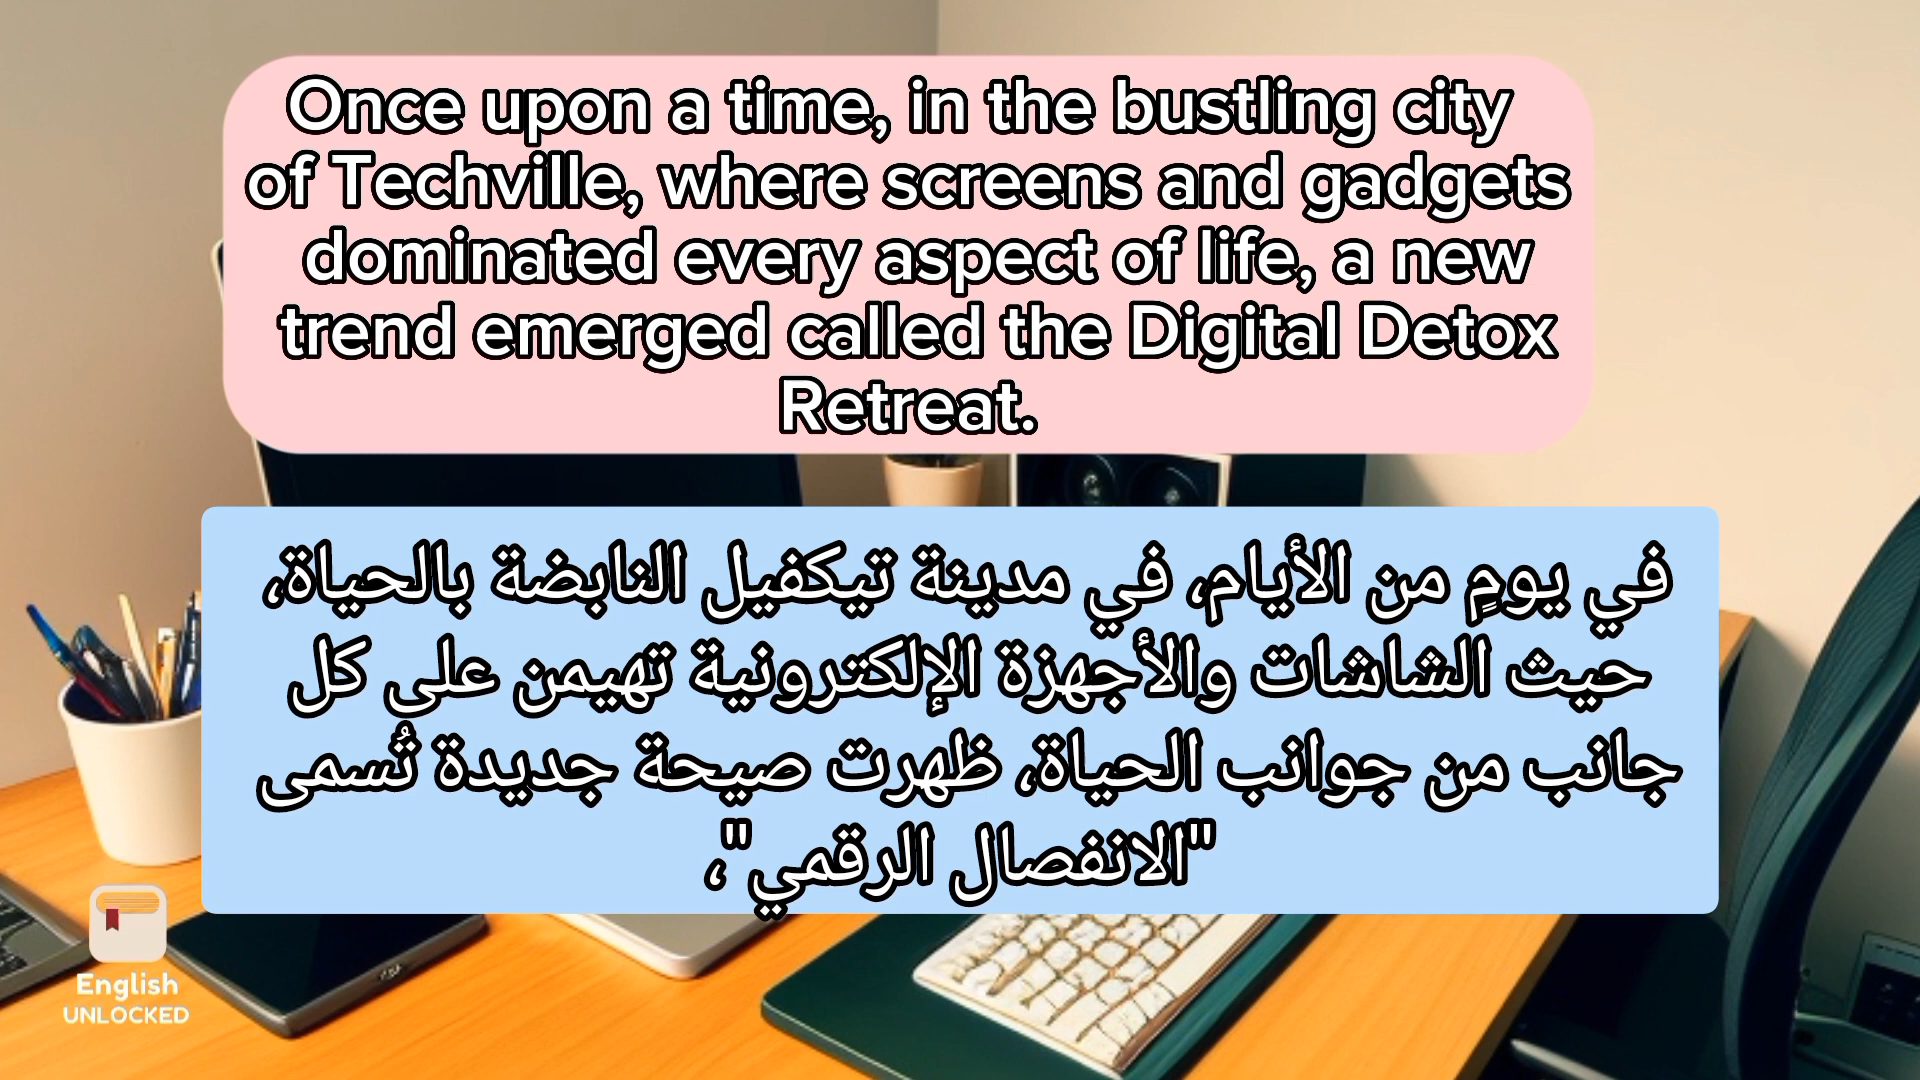 Once upon a time, in the bustling city
of Techville, where screens and gadgets
dominated every aspect of life, a new
trend emerged called the Digital Detox
Retreat.
في يومٍ من الأيام، في مدينة تيكفيل النابضة بالحياة،
حيث الشاشات والأجهزة الإلكترونية تهيمن على كل
جانب من جوانب الحياة، ظهرت صيحة جديدة تُسمى
"الانفصال الرقمي"،
English
UNLOCKED